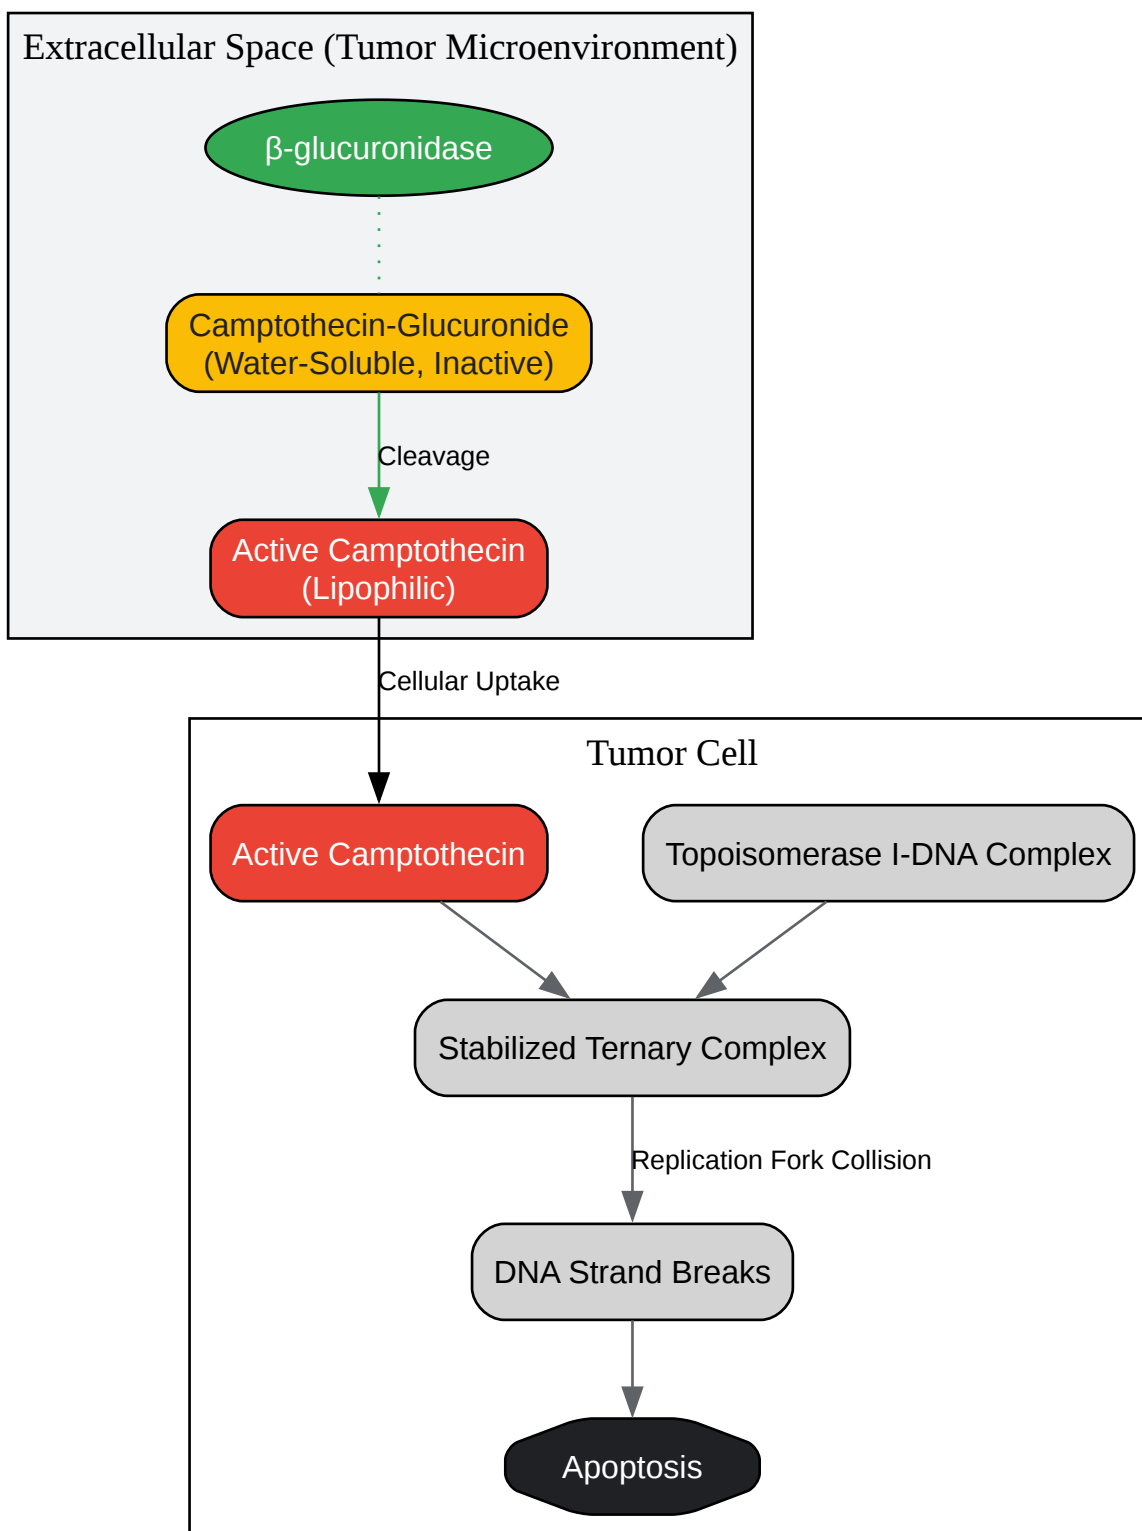 Extracellular Space (Tumor Microenvironment)
β-glucuronidase
Camptothecin-Glucuronide
(Water-Soluble, Inactive)
Cleavage
Active Camptothecin
(Lipophilic)
Cellular Uptake
Tumor Cell
Active Camptothecin
Topoisomerase I-DNA Complex
Stabilized Ternary Complex
Replication Fork Collision
DNA Strand Breaks
Apoptosis